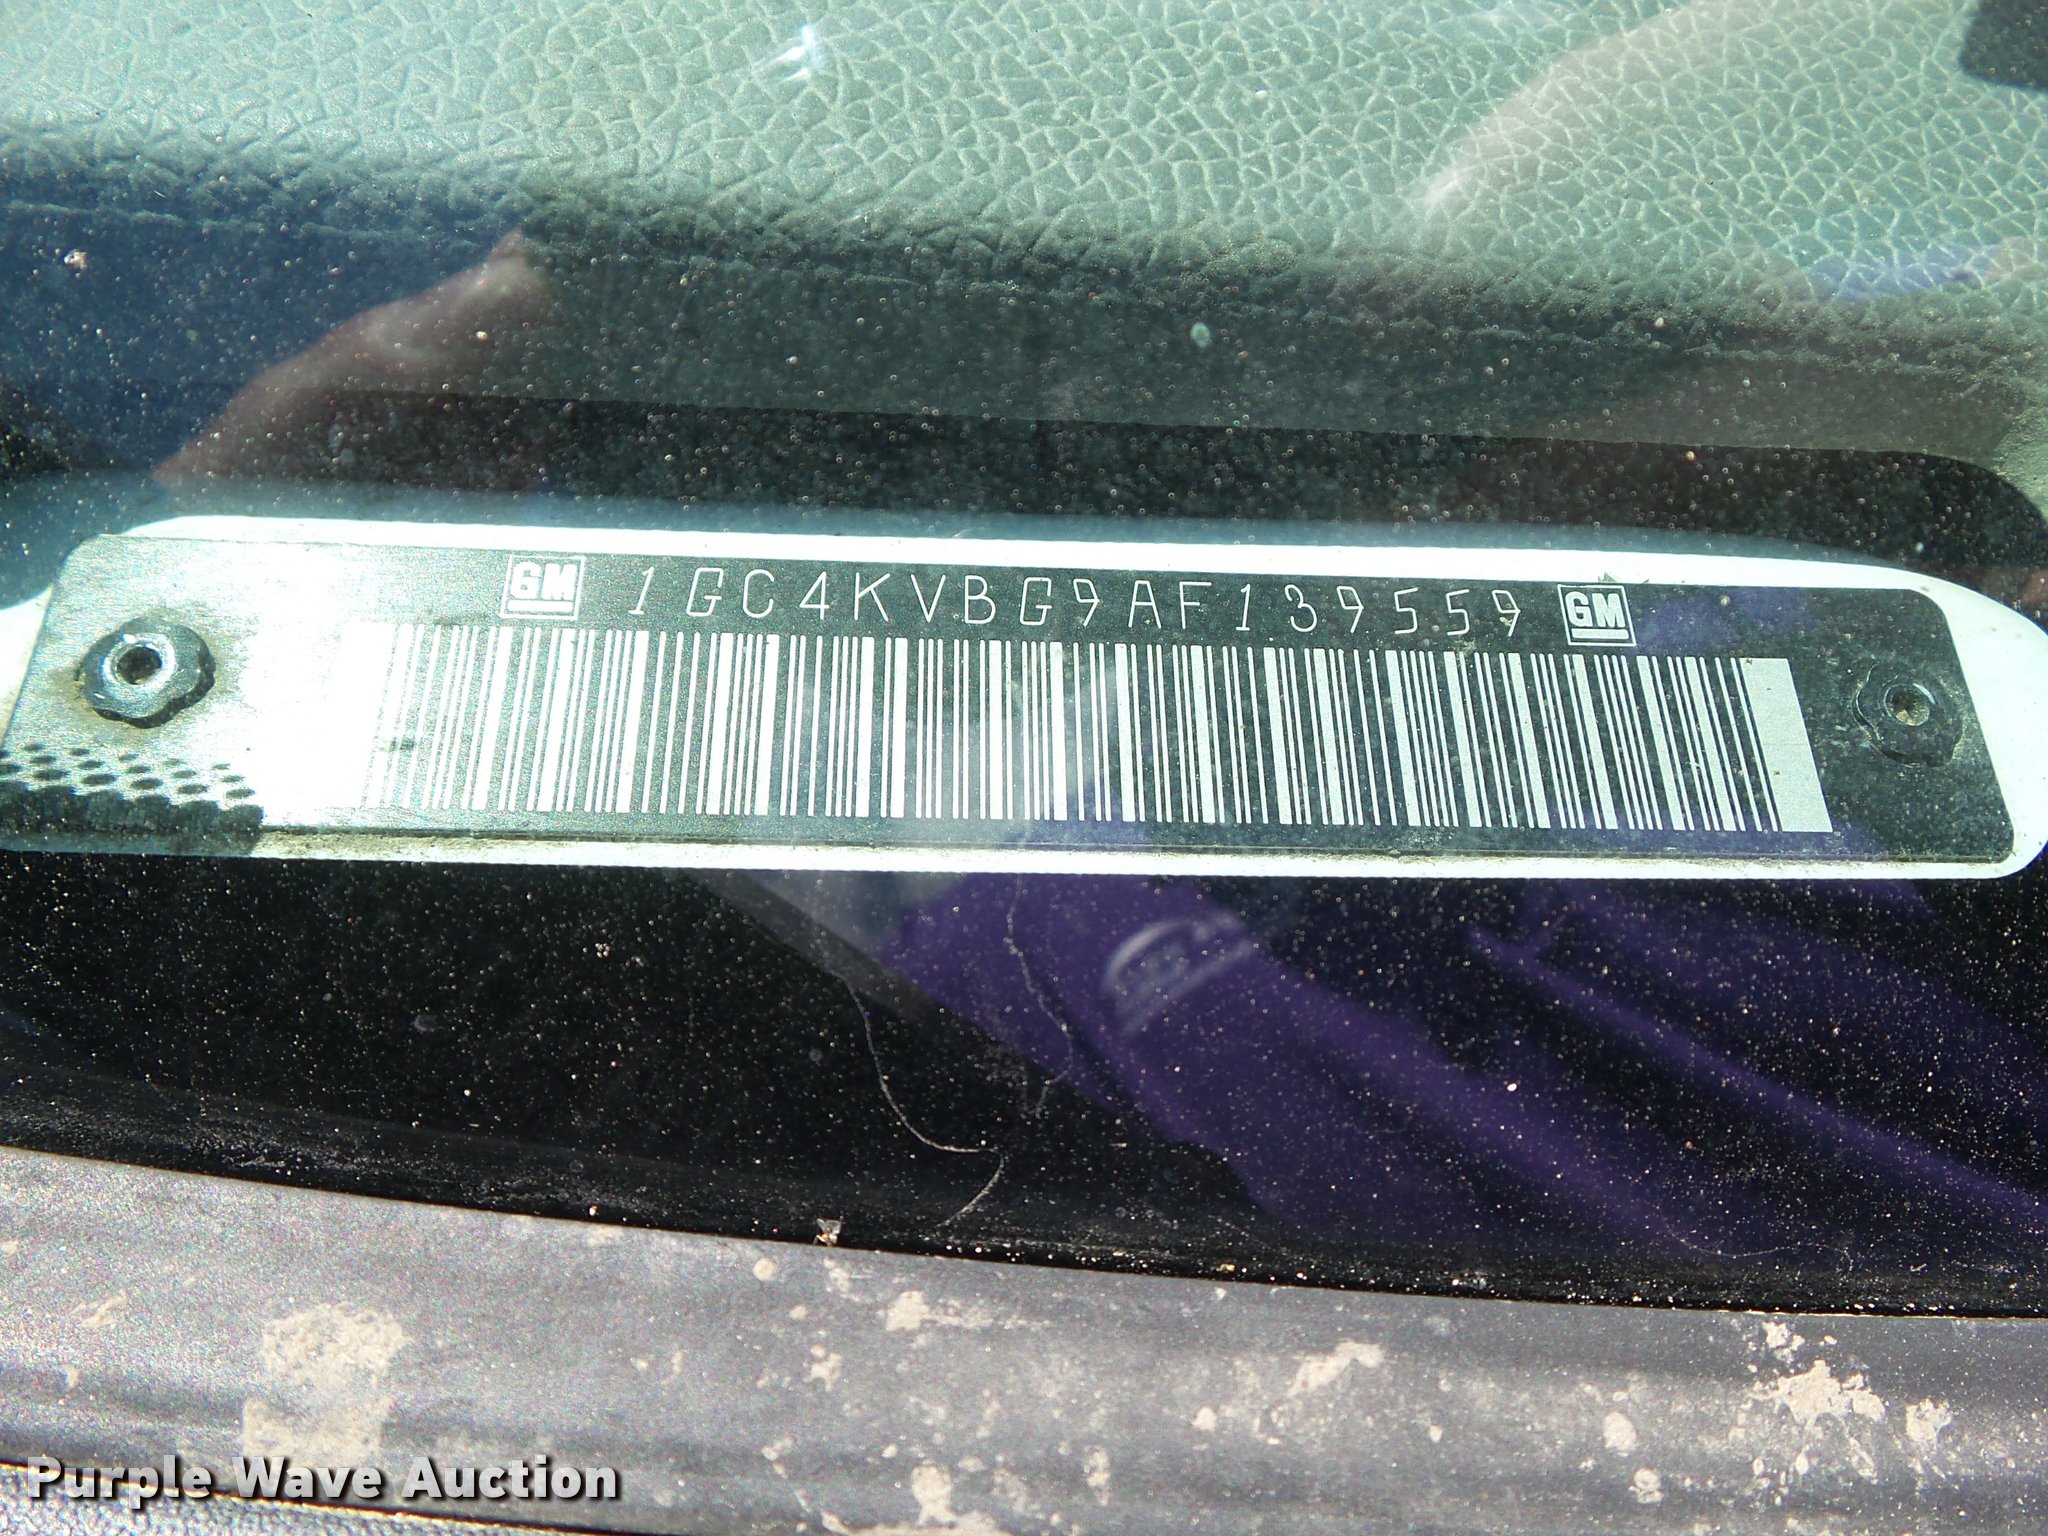 GM 1GC4KVBG9AF139559 GM
Purple Wave Auction